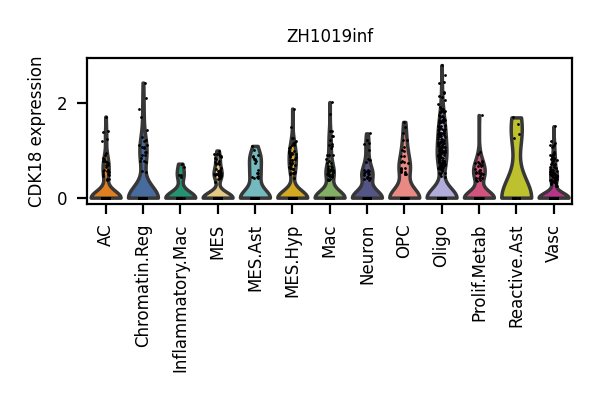 ZH1019inf
CDK18 expression
2
0
AC
Chromatin.Reg
Inflammatory.Mac
MES
MES.Ast
MES.Hyp
Mac
Neuron
OPC
Oligo
Prolif.Metab
Reactive.Ast
Vasc